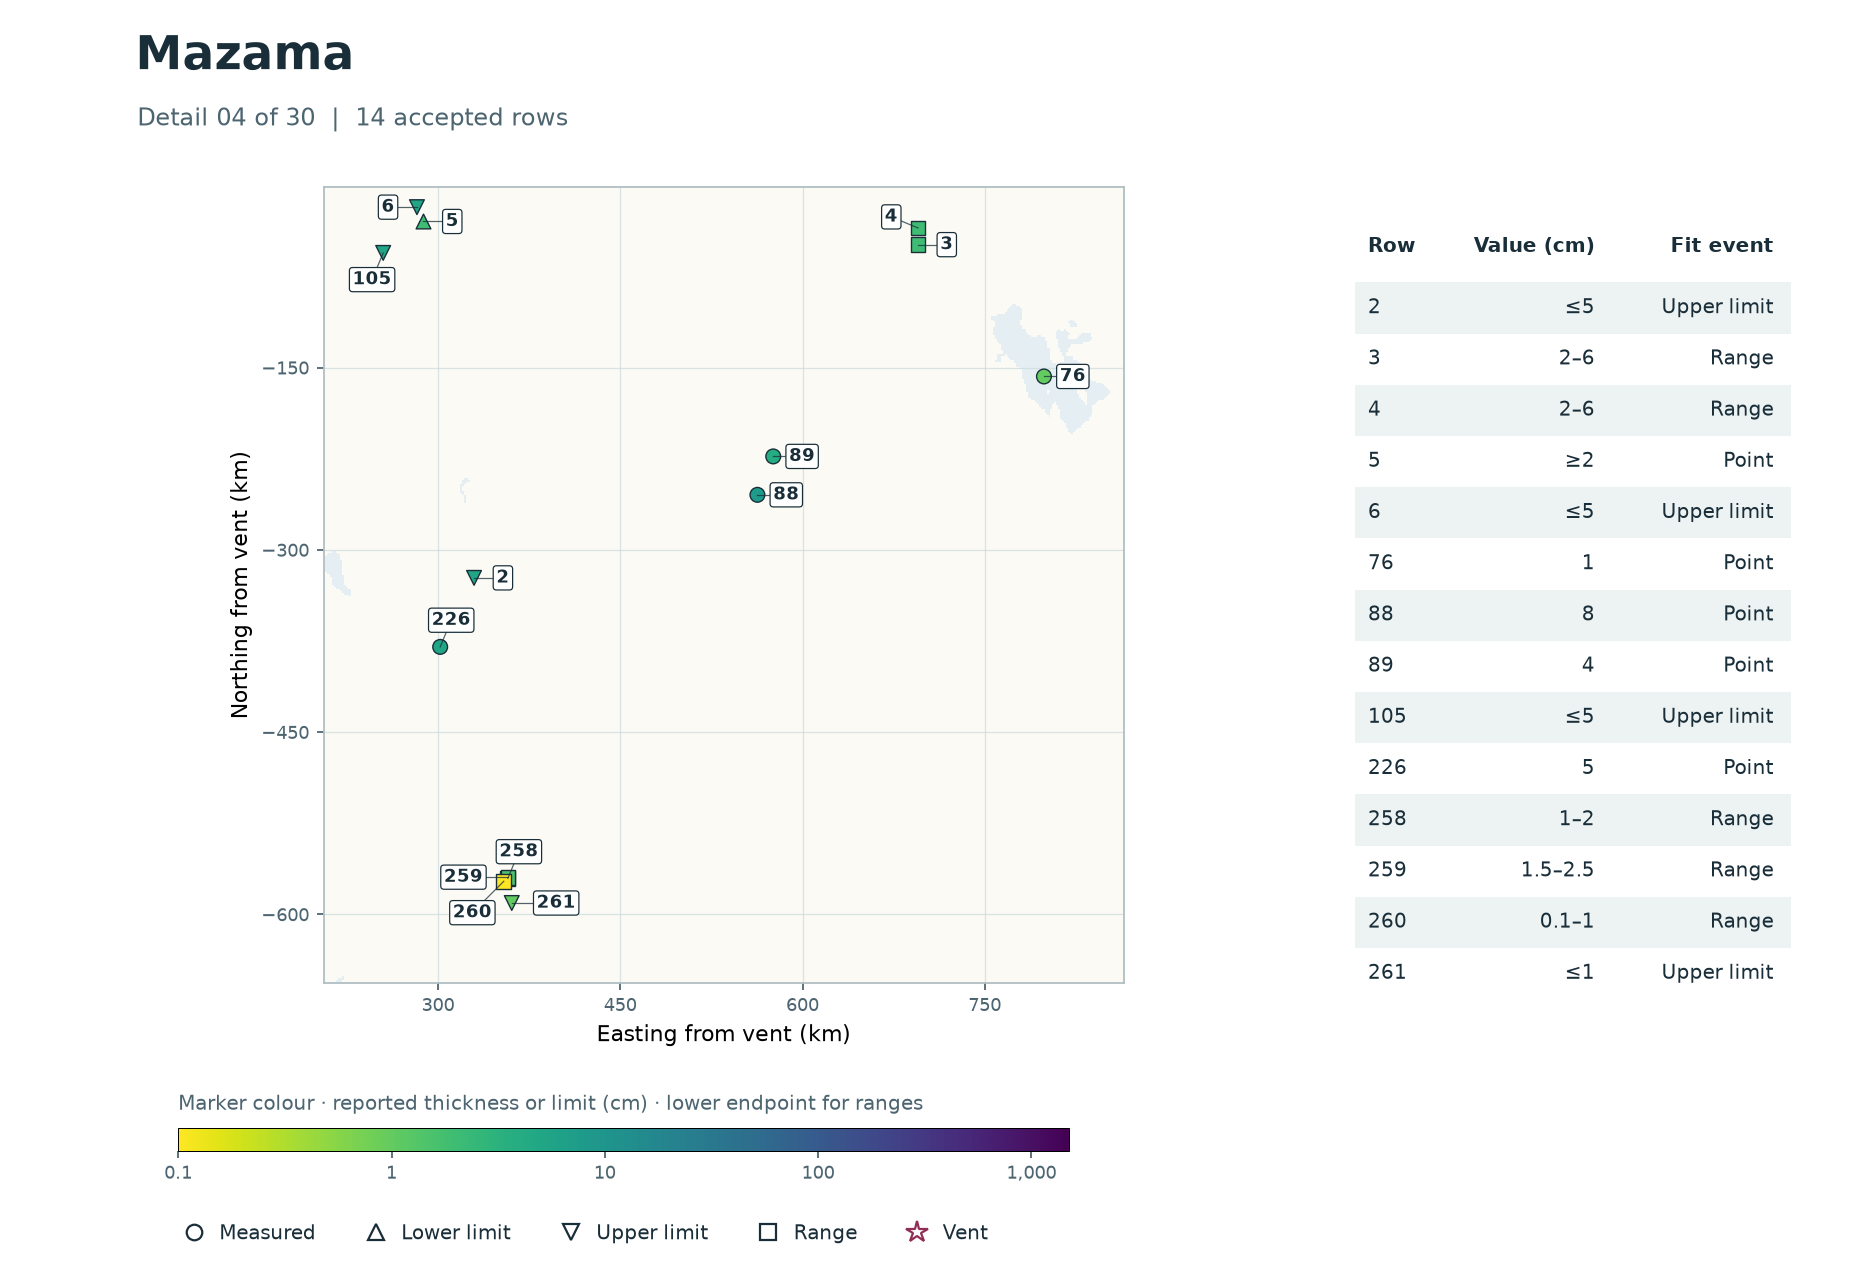 Mazama
Detail 04 of 30 | 14 accepted rows
6
5
4
3
105
76
89
88
2
226
258
259
260
261
−150
−300
−450
−600
300 450 600 750
Northing from vent (km)
Easting from vent (km)
Row Value (cm) Fit event
2 ≤5 Upper limit
3 2–6 Range
4 2–6 Range
5 ≥2 Point
6 ≤5 Upper limit
76 1 Point
88 8 Point
89 4 Point
105 ≤5 Upper limit
226 5 Point
258 1–2 Range
259 1.5–2.5 Range
260 0.1–1 Range
261 ≤1 Upper limit
Marker colour · reported thickness or limit (cm) · lower endpoint for ranges
0.1 1 10 100 1,000
Measured Lower limit Upper limit Range Vent